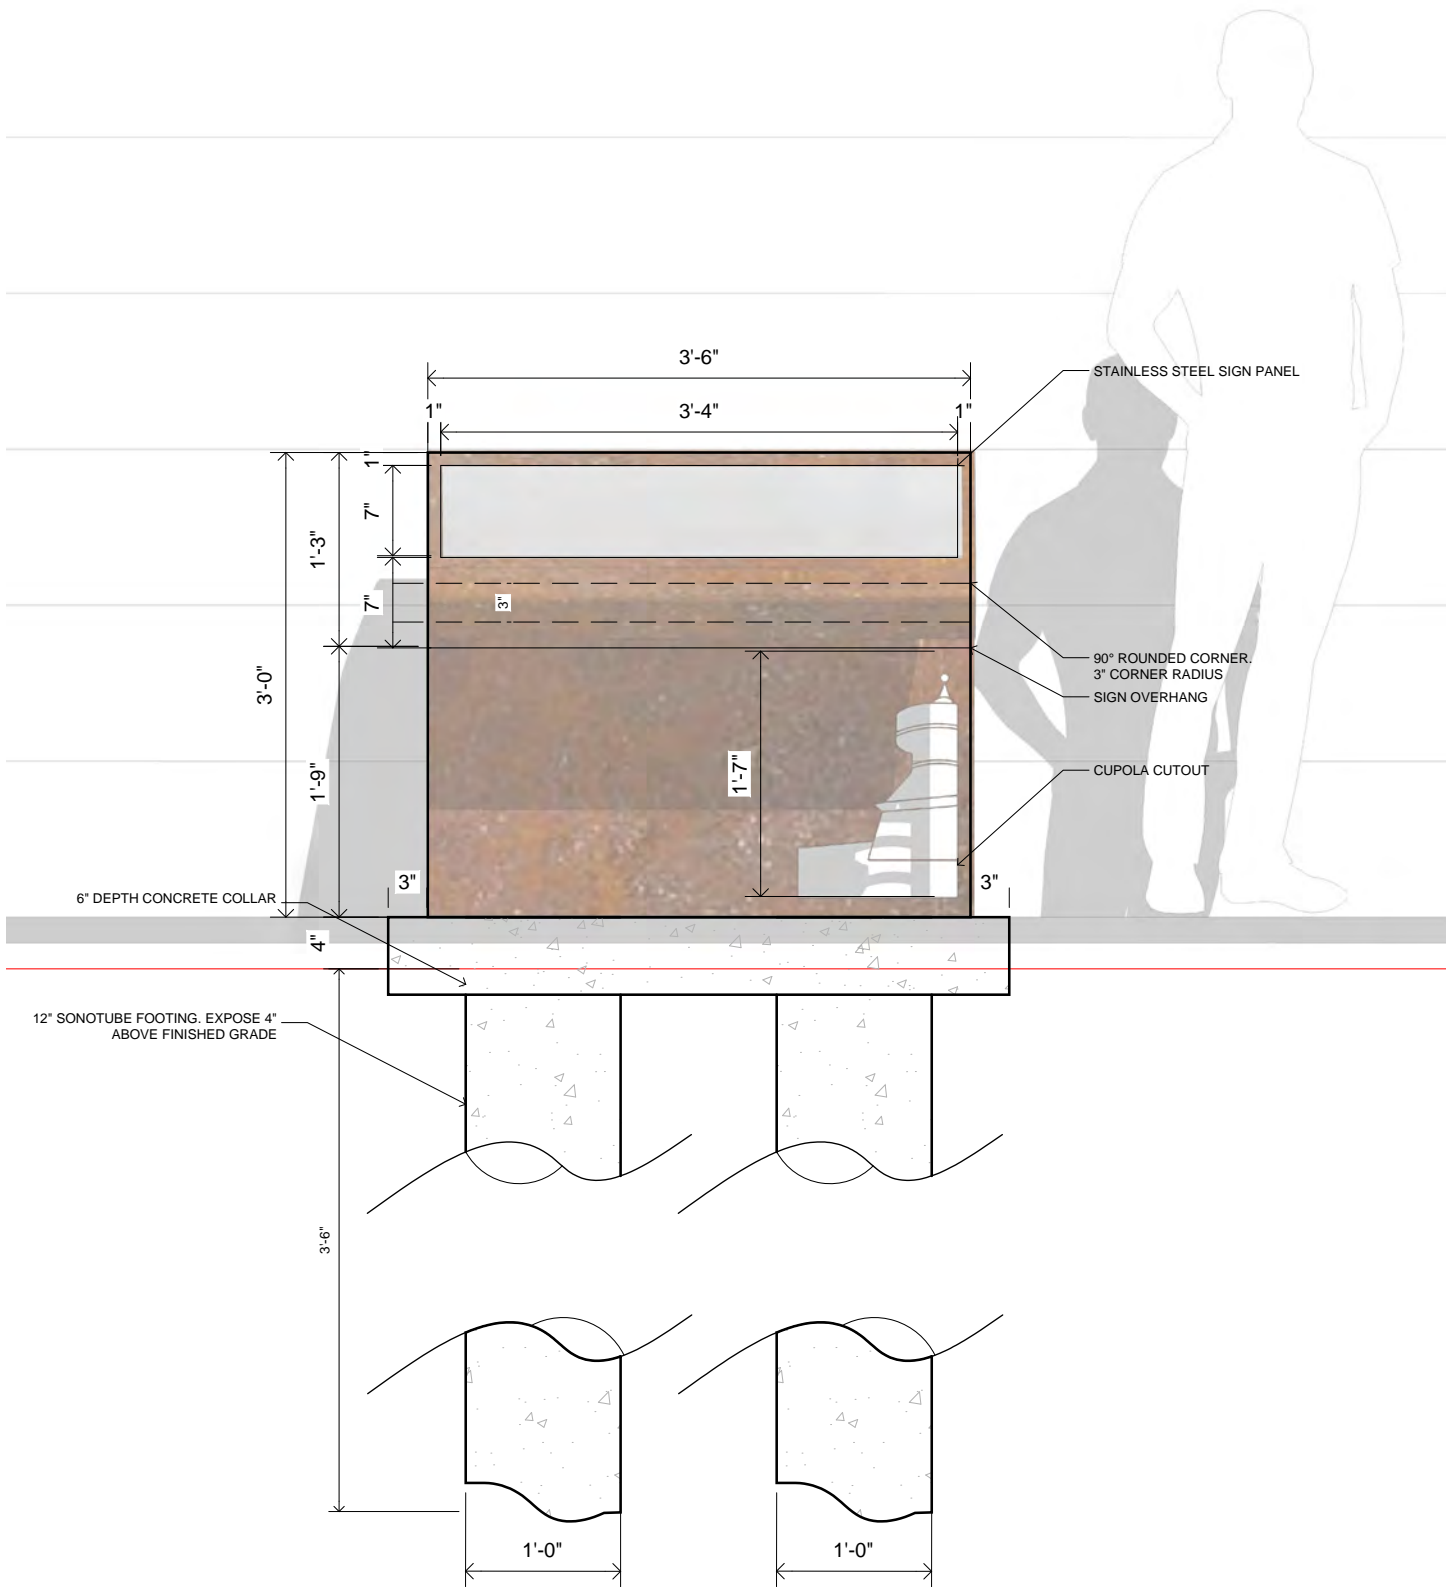 3'-6"
STAINLESS STEEL SIGN PANEL
1"
3'-4"
1"
1"
7"
1'-3"
7"
3"
3'-0"
90° ROUNDED CORNER.
3" CORNER RADIUS
SIGN OVERHANG
1'-9"
1'-7"
CUPOLA CUTOUT
3"
3"
6" DEPTH CONCRETE COLLAR
4"
12" SONOTUBE FOOTING. EXPOSE 4"
ABOVE FINISHED GRADE
3'-6"
1'-0"
1'-0"